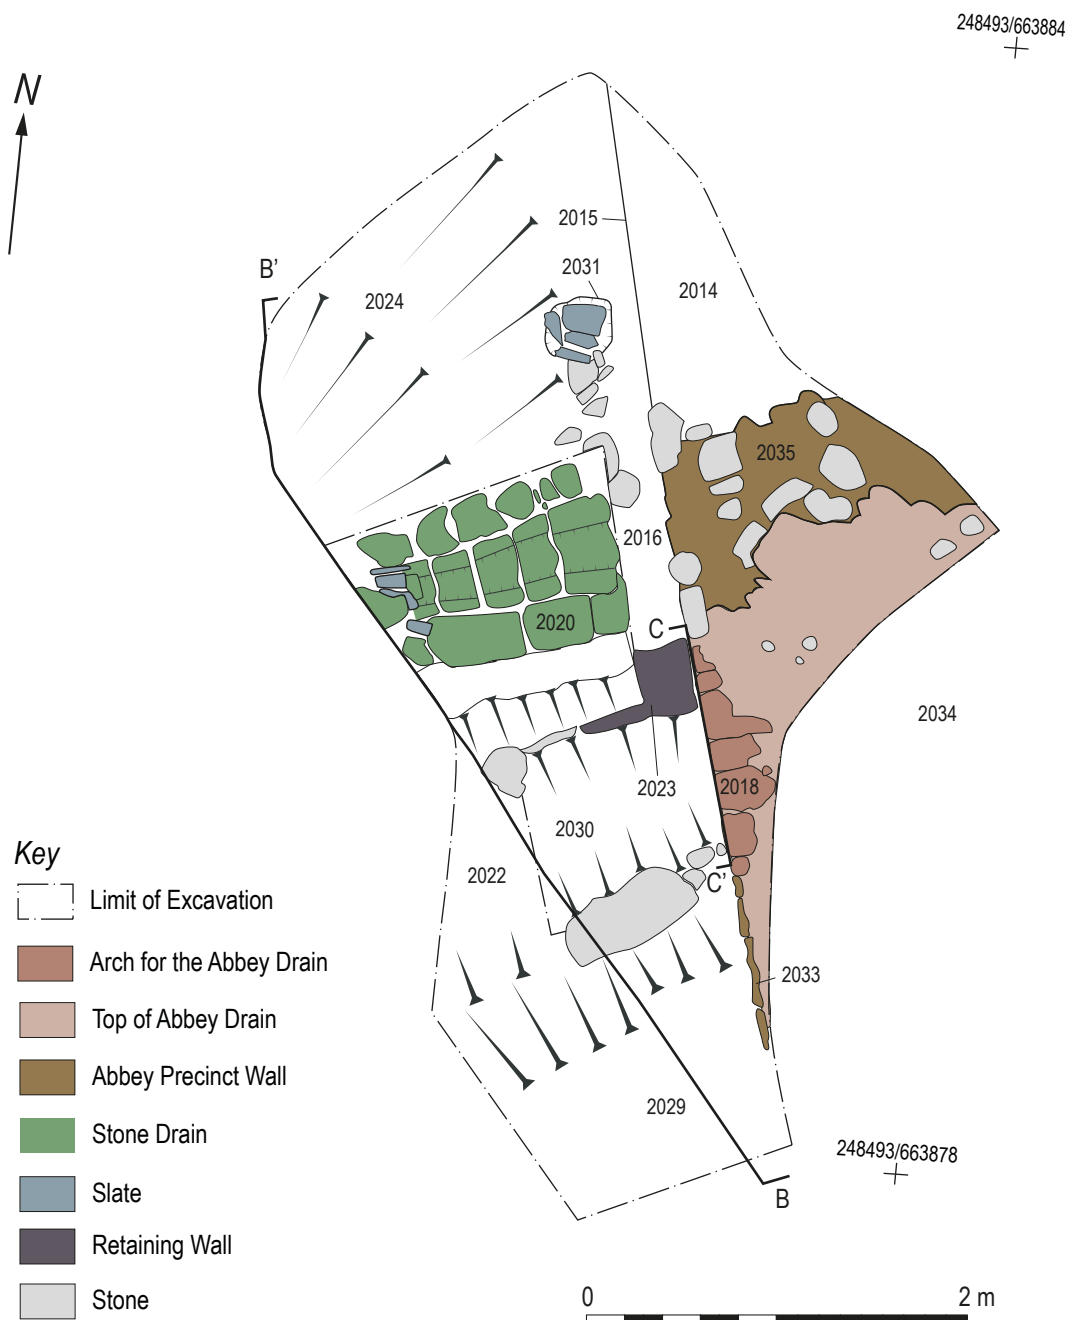 248493/663884
N
2015
B'
2031
2024
2014
2035
2016
2020
C
2034
2023
2018
2030
Key
2022
C'
Limit of Excavation
Arch for the Abbey Drain
2033
Top of Abbey Drain
Abbey Precinct Wall
2029
Stone Drain
248493/663878
Slate
B
Retaining Wall
Stone
0 2 m